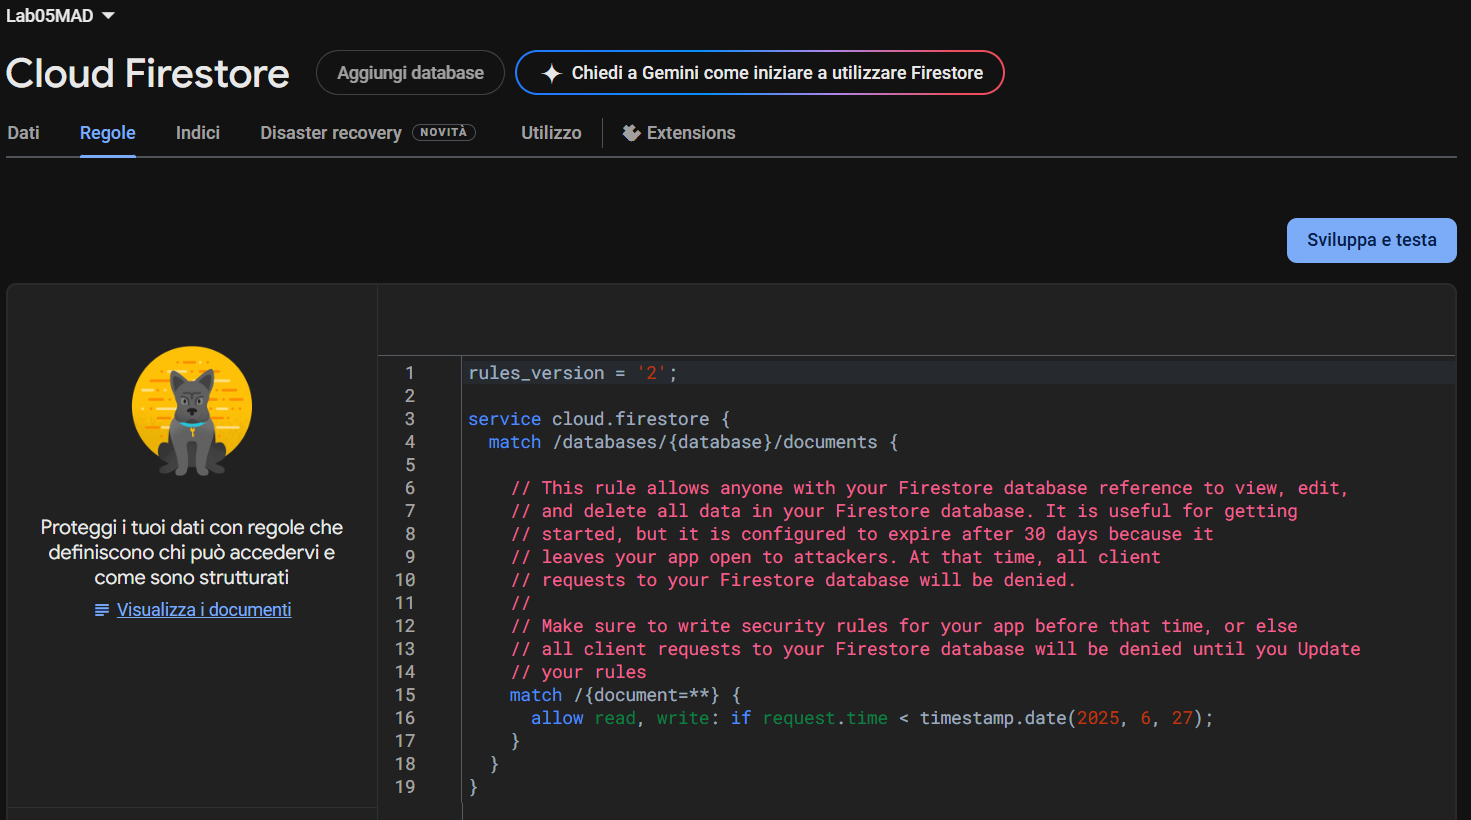 Lab05MAD
Cloud Firestore
Aggiungi database
Chiedi a Gemini come iniziare a utilizzare Firestore
Dati
Regole
Indici
Disaster recovery
NOVITÀ
Utilizzo
Extensions
Sviluppa e testa
Proteggi i tuoi dati con regole che
definiscono chi può accedervi e
come sono strutturati
Visualizza i documenti
1 rules_version = '2';
2
3 service cloud.firestore {
4   match /databases/{database}/documents {
5
6     // This rule allows anyone with your Firestore database reference to view, edit,
7     // and delete all data in your Firestore database. It is useful for getting
8     // started, but it is configured to expire after 30 days because it
9     // leaves your app open to attackers. At that time, all client
10     // requests to your Firestore database will be denied.
11     //
12     // Make sure to write security rules for your app before that time, or else
13     // all client requests to your Firestore database will be denied until you Update
14     // your rules
15     match /{document=**} {
16       allow read, write: if request.time < timestamp.date(2025, 6, 27);
17     }
18   }
19 }